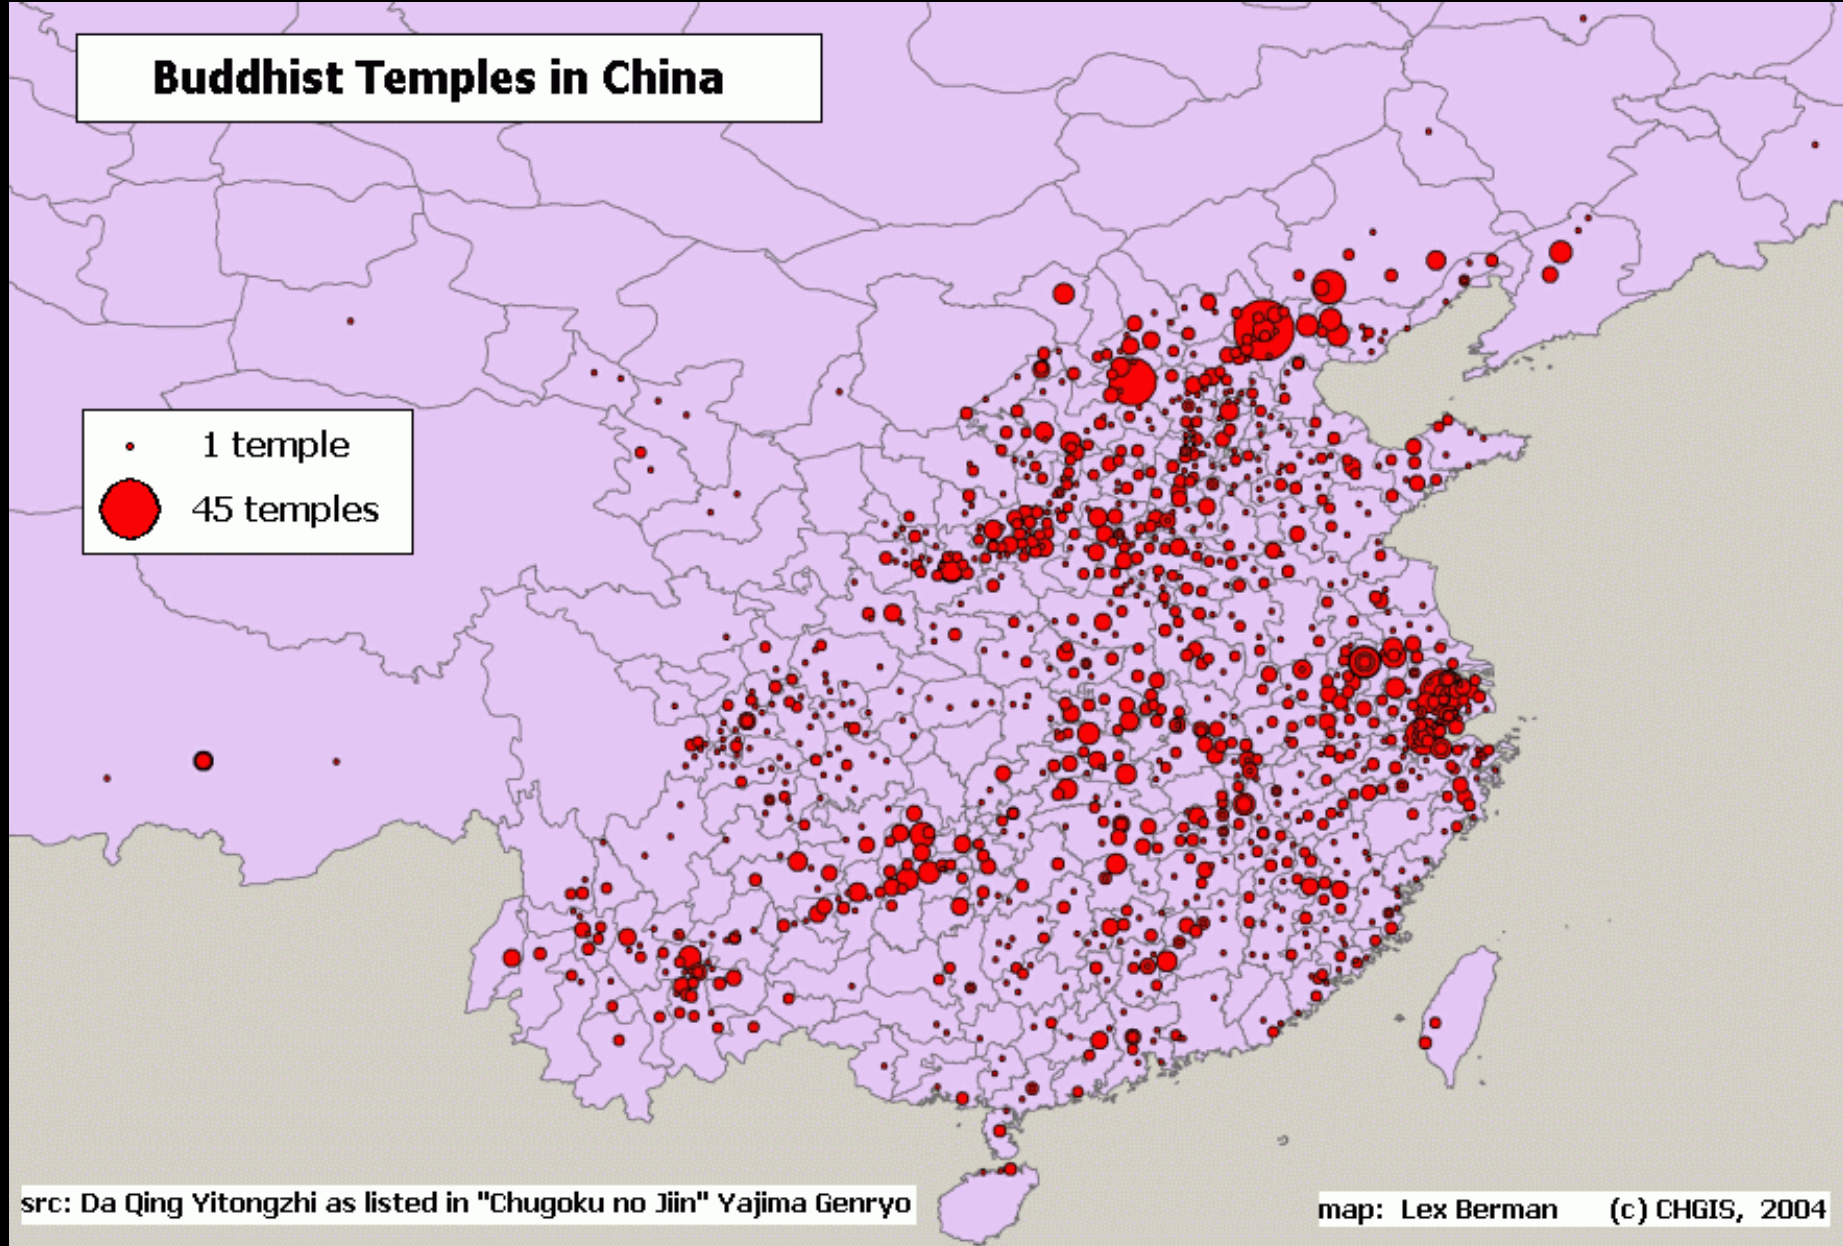 Buddhist Temples in China
1 temple
45 temples
src: Da Qing Yitongzhi as listed in "Chugoku no Jiin" Yajima Genryo
map: Lex Berman (c) CHGIS, 2004